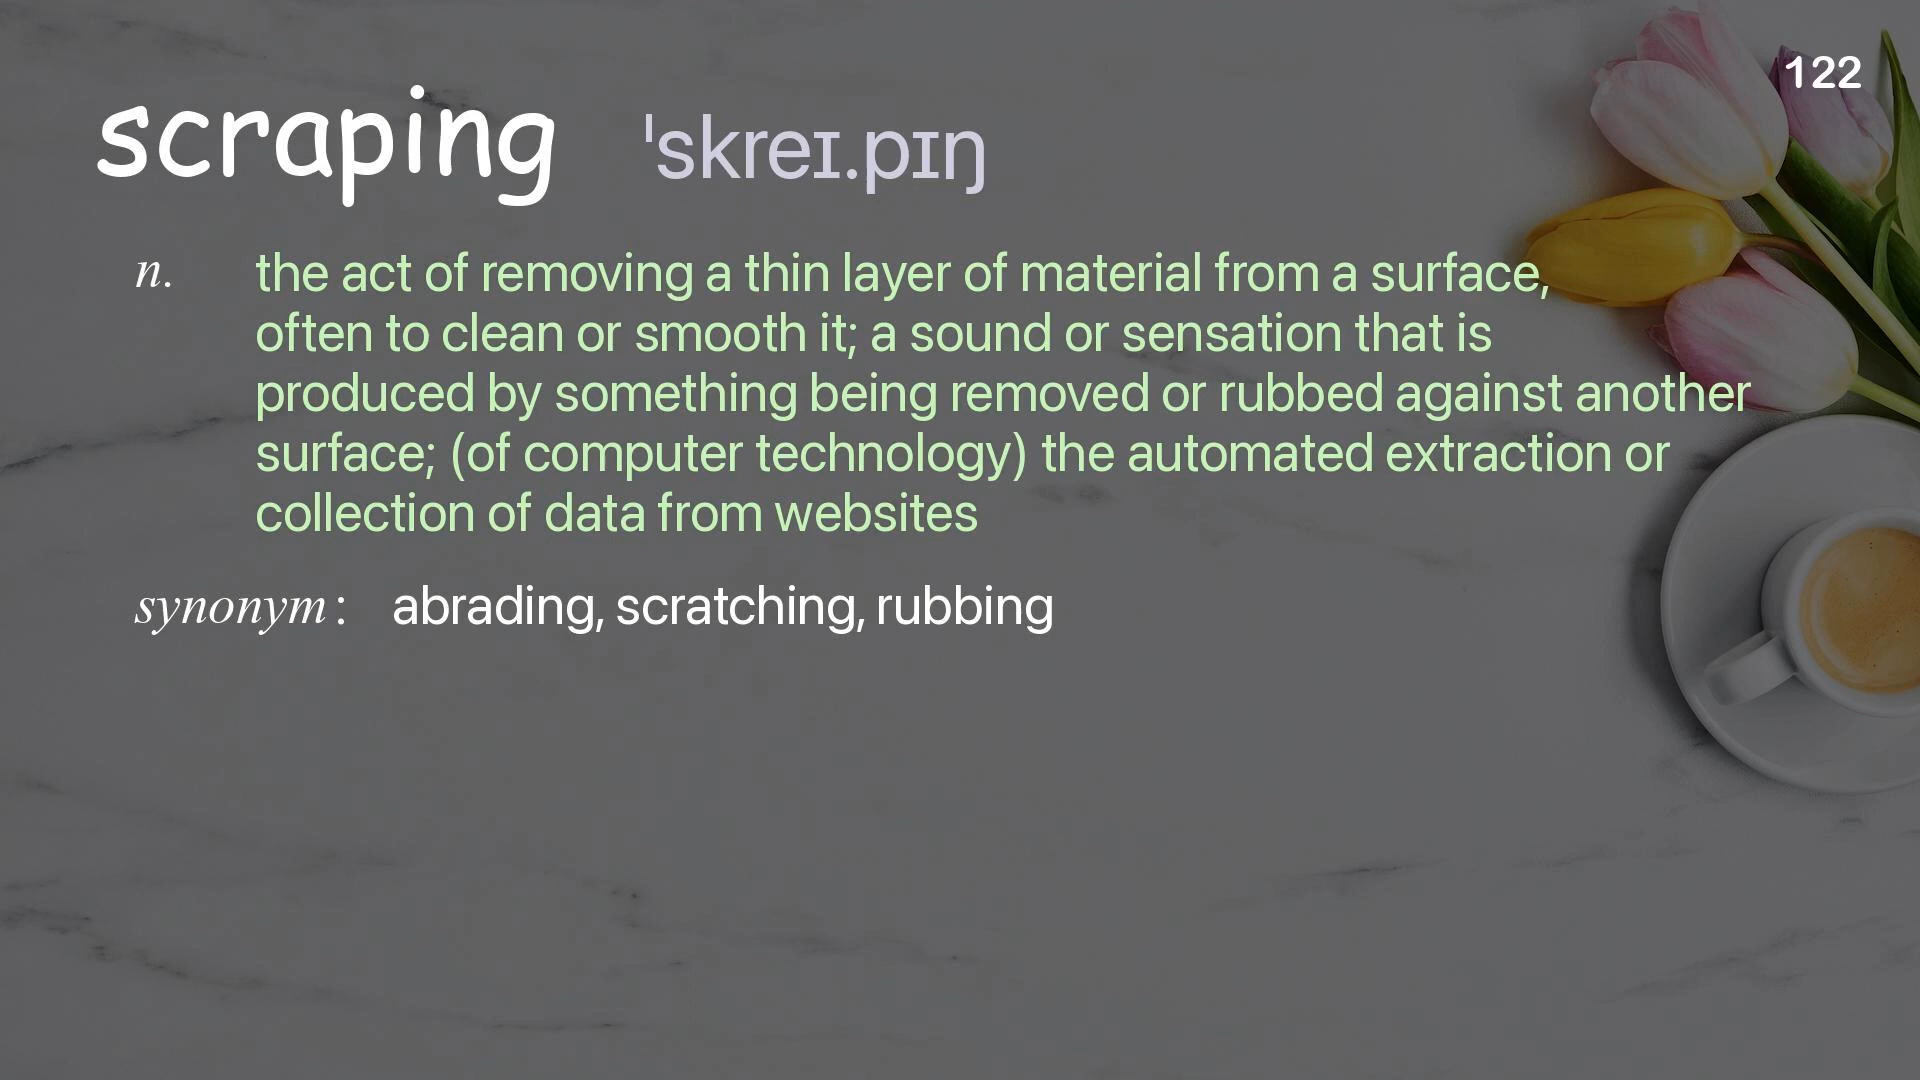 122
scraping ˈskreɪ.pɪŋ
n. the act of removing a thin layer of material from a surface,
often to clean or smooth it; a sound or sensation that is
produced by something being removed or rubbed against another
surface; (of computer technology) the automated extraction or
collection of data from websites
synonym: abrading, scratching, rubbing